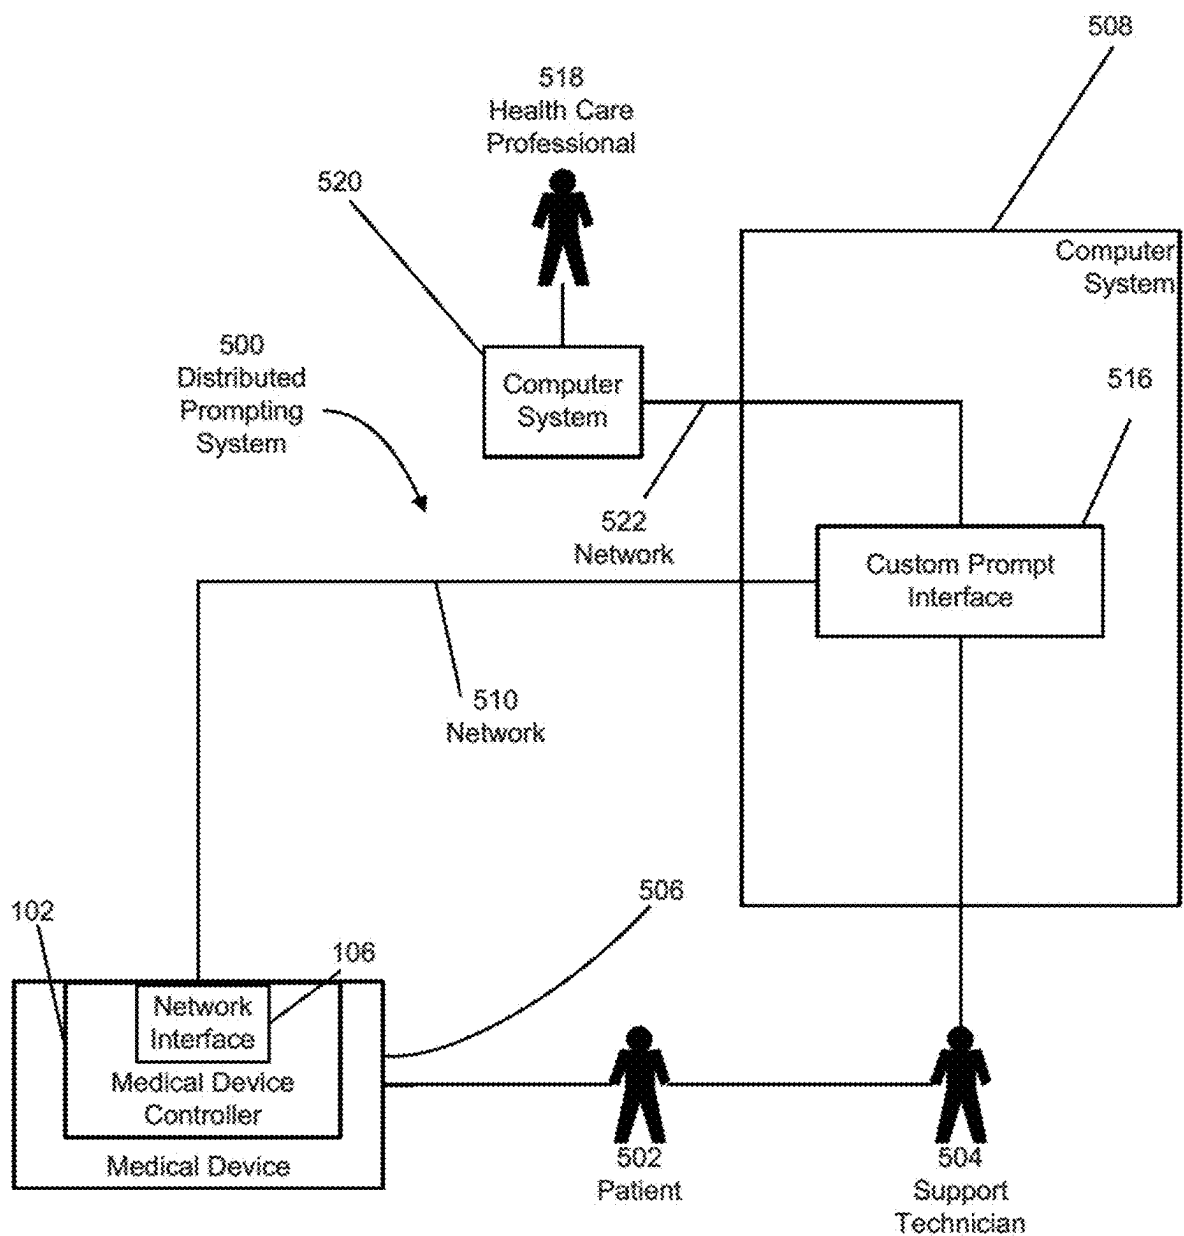 508
518
Health Care
Professional
520
Computer
System
500
Distributed
Prompting
System
Computer
System
516
522
Network
Custom Prompt
Interface
510
Network
506
102
106
Network
Interface
Medical Device
Controller
Medical Device
502
Patient
504
Support
Technician